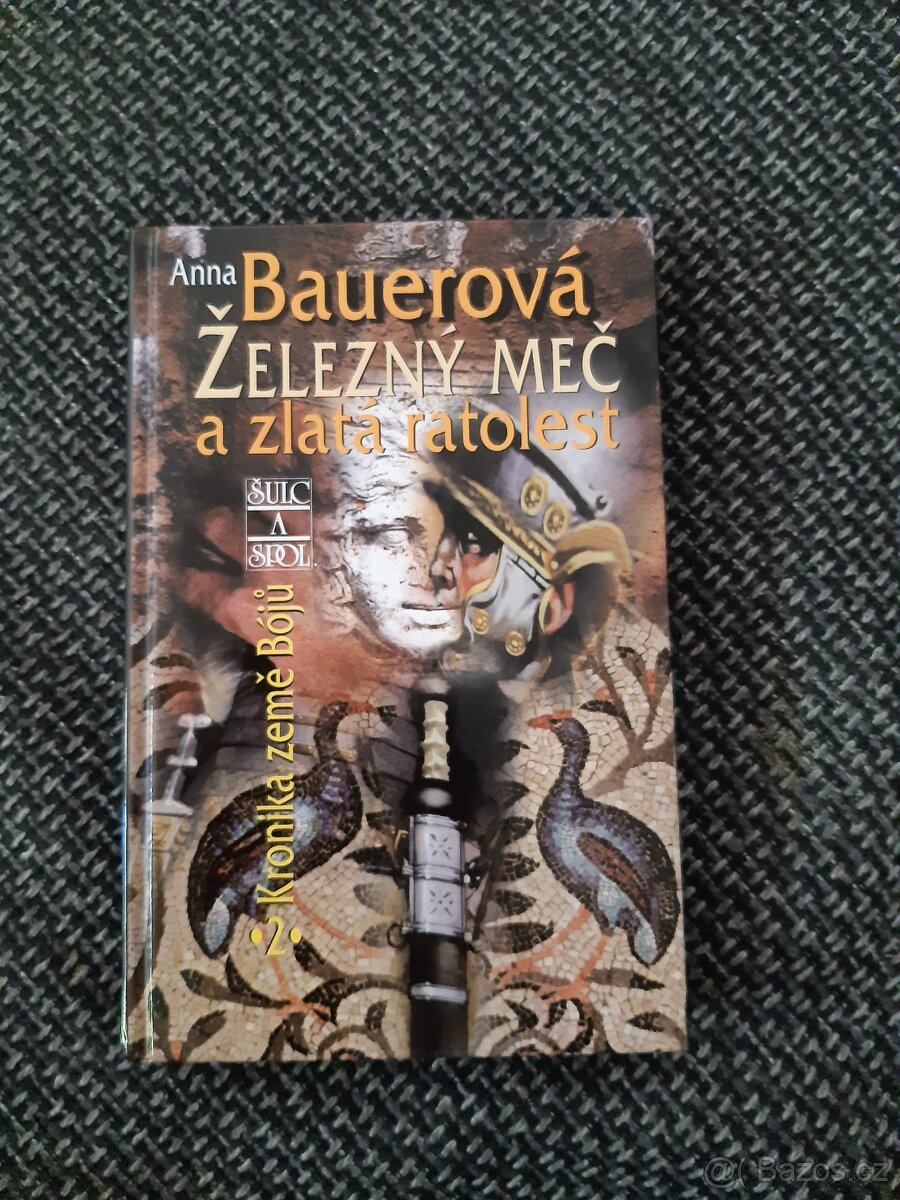 Anna Bauerová
ŽELEZNÝ MEČ
a zlatá ratolest
ŠULC
A
SPOL.
•2• Kronika země Bójů
@( Bazos.cz